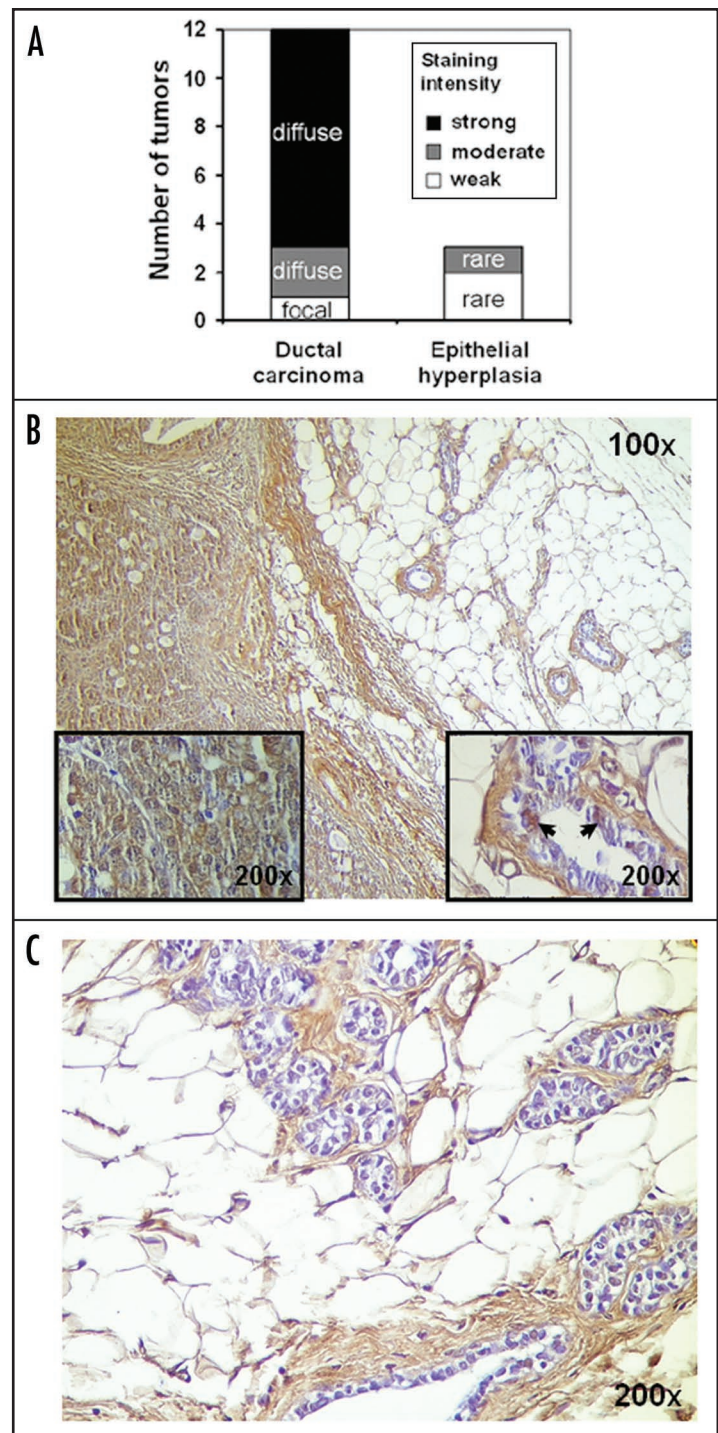 A
Number of tumors
12
10
8
6
4
2
0
diffuse
diffuse
focal
rare
rare
Staining
intensity
strong
moderate
weak
Ductal
carcinoma
Epithelial
hyperplasia
B
100x
200x
200x
C
200x